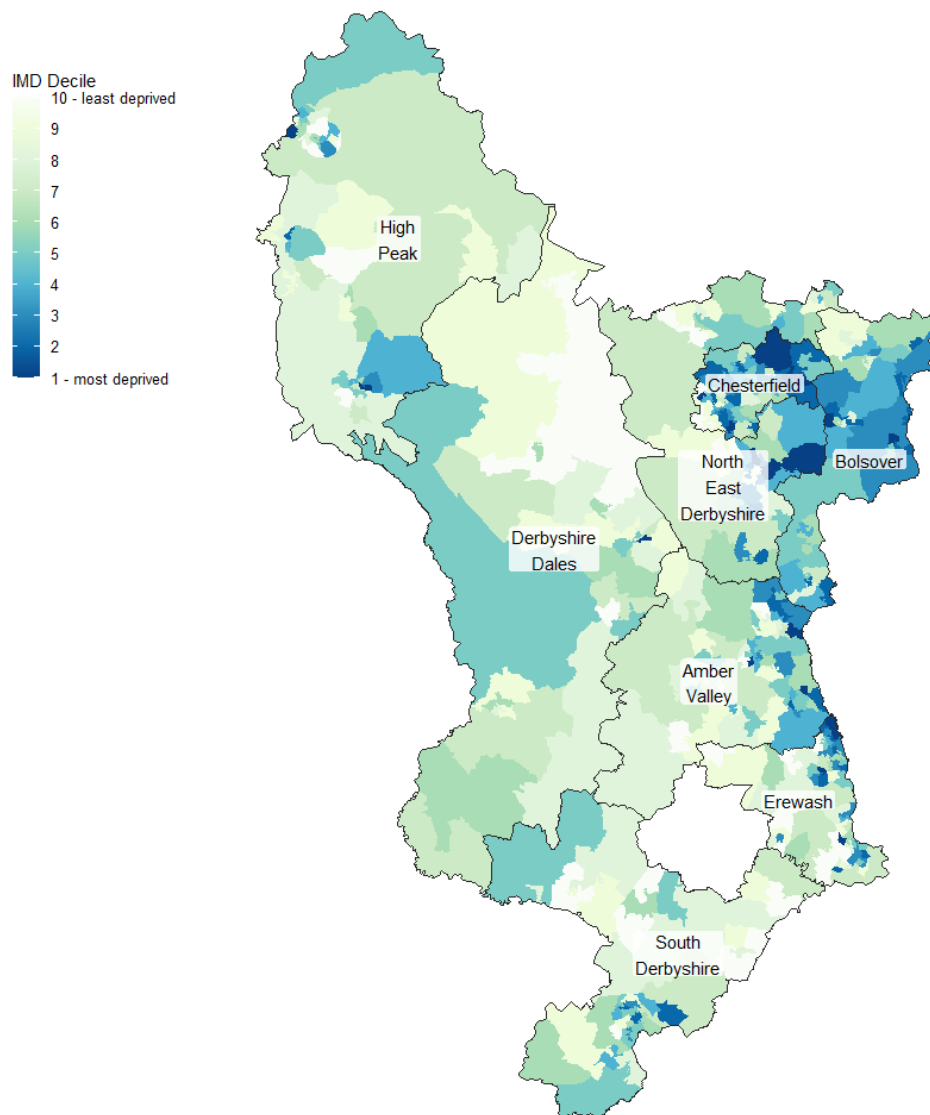 IMD Decile
10 - least deprived
9
8
7
6
5
4
3
2
1 - most deprived
High
Peak
Chesterfield
North
East
Derbyshire
Bolsover
Derbyshire
Dales
Amber
Valley
Erewash
South
Derbyshire